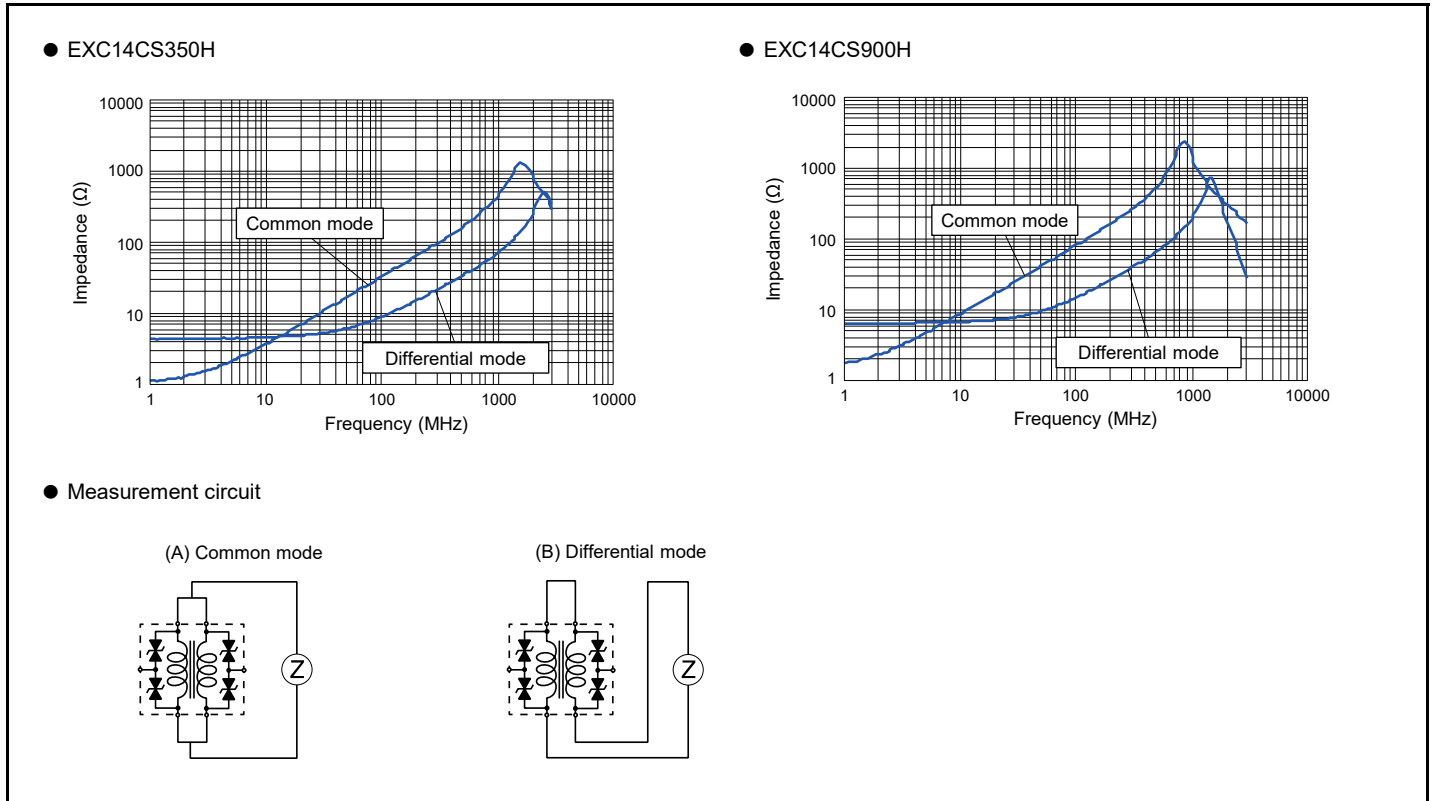 ● EXC14CS350H
10000
1000
100
10
1
Impedance (Ω)
Common mode
Differential mode
1 10 100 1000 10000
Frequency (MHz)
● EXC14CS900H
10000
1000
100
10
1
Impedance (Ω)
Common mode
Differential mode
1 10 100 1000 10000
Frequency (MHz)
● Measurement circuit
(A) Common mode
Z
(B) Differential mode
Z